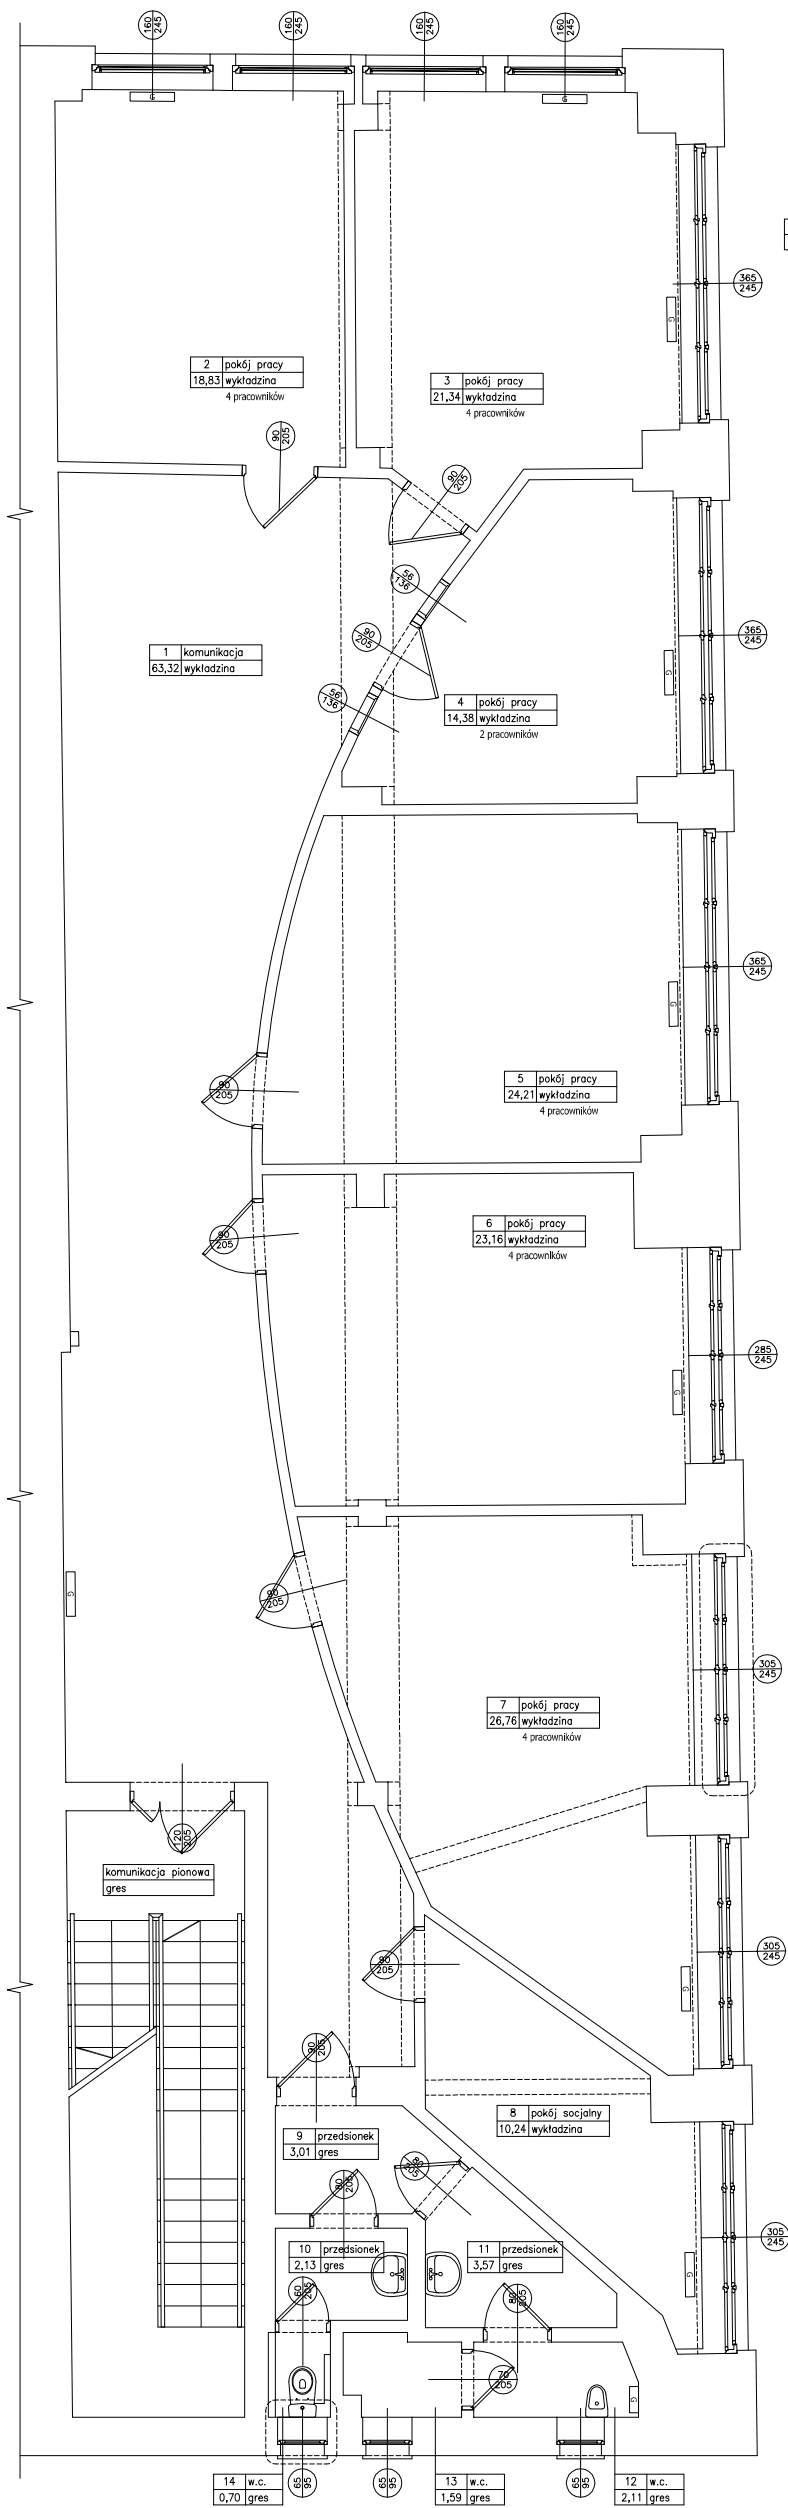 160 245
160 245
160 245
160 245
G
G
365 245
G
2 pokój pracy
18,83 wykładzina
4 pracowników
3 pokój pracy
21,34 wykładzina
4 pracowników
90 205
90 205
56 136
90 205
365 245
G
1 komunikacja
63,32 wykładzina
56 136
4 pokój pracy
14,38 wykładzina
2 pracowników
365 245
G
5 pokój pracy
24,21 wykładzina
4 pracowników
90 205
6 pokój pracy
23,16 wykładzina
4 pracowników
90 205
285 245
G
G
90 205
305 245
7 pokój pracy
26,76 wykładzina
4 pracowników
120 205
komunikacja pionowa
gres
305 245
90 205
G
90 205
8 pokój socjalny
10,24 wykładzina
9 przedsionek
3,01 gres
80 205
80 205
305 245
10 przedsionek
2,13 gres
11 przedsionek
3,57 gres
G
60 205
80 205
70 205
G
14 w.c.
0,70 gres
65 95
65 95
13 w.c.
1,59 gres
65 95
12 w.c.
2,11 gres